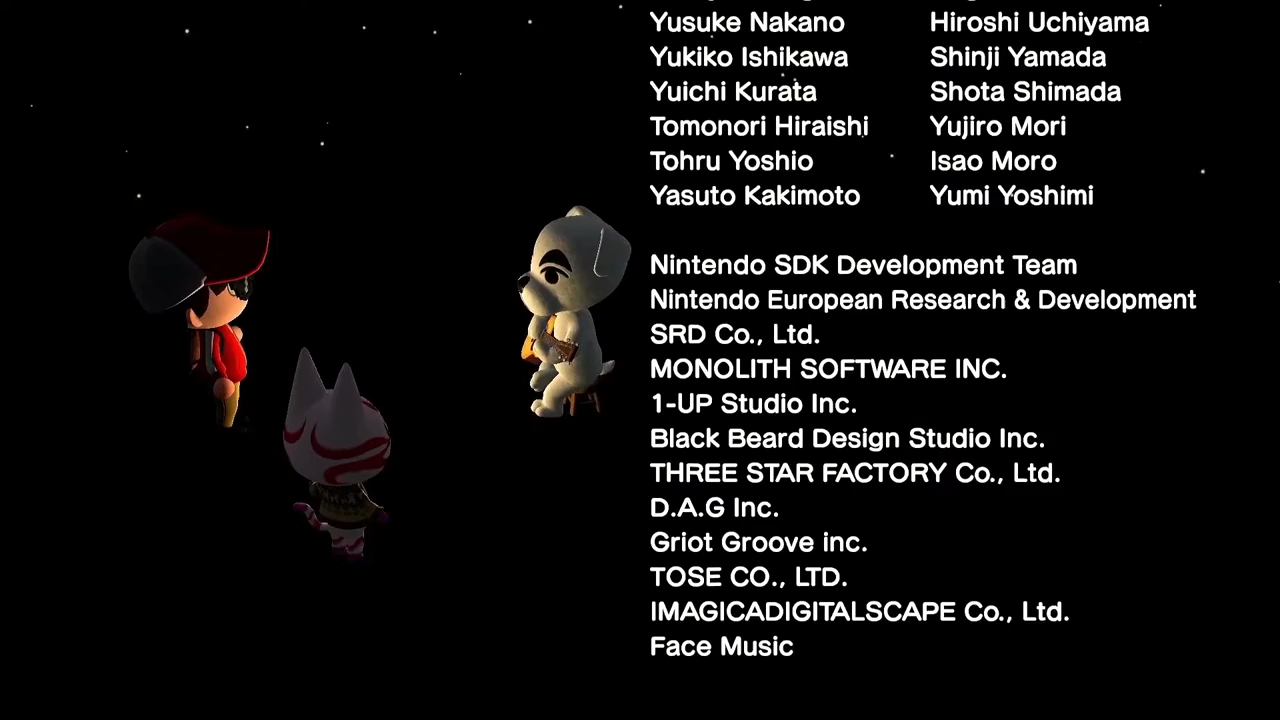 Yusuke Nakano Hiroshi Uchiyama
Yukiko Ishikawa Shinji Yamada
Yuichi Kurata Shota Shimada
Tomonori Hiraishi Yujiro Mori
Tohru Yoshio Isao Moro
Yasuto Kakimoto Yumi Yoshimi
Nintendo SDK Development Team
Nintendo European Research & Development
SRD Co., Ltd.
MONOLITH SOFTWARE INC.
1-UP Studio Inc.
Black Beard Design Studio Inc.
THREE STAR FACTORY Co., Ltd.
D.A.G Inc.
Griot Groove inc.
TOSE CO., LTD.
IMAGICADIGITALSCAPE Co., Ltd.
Face Music